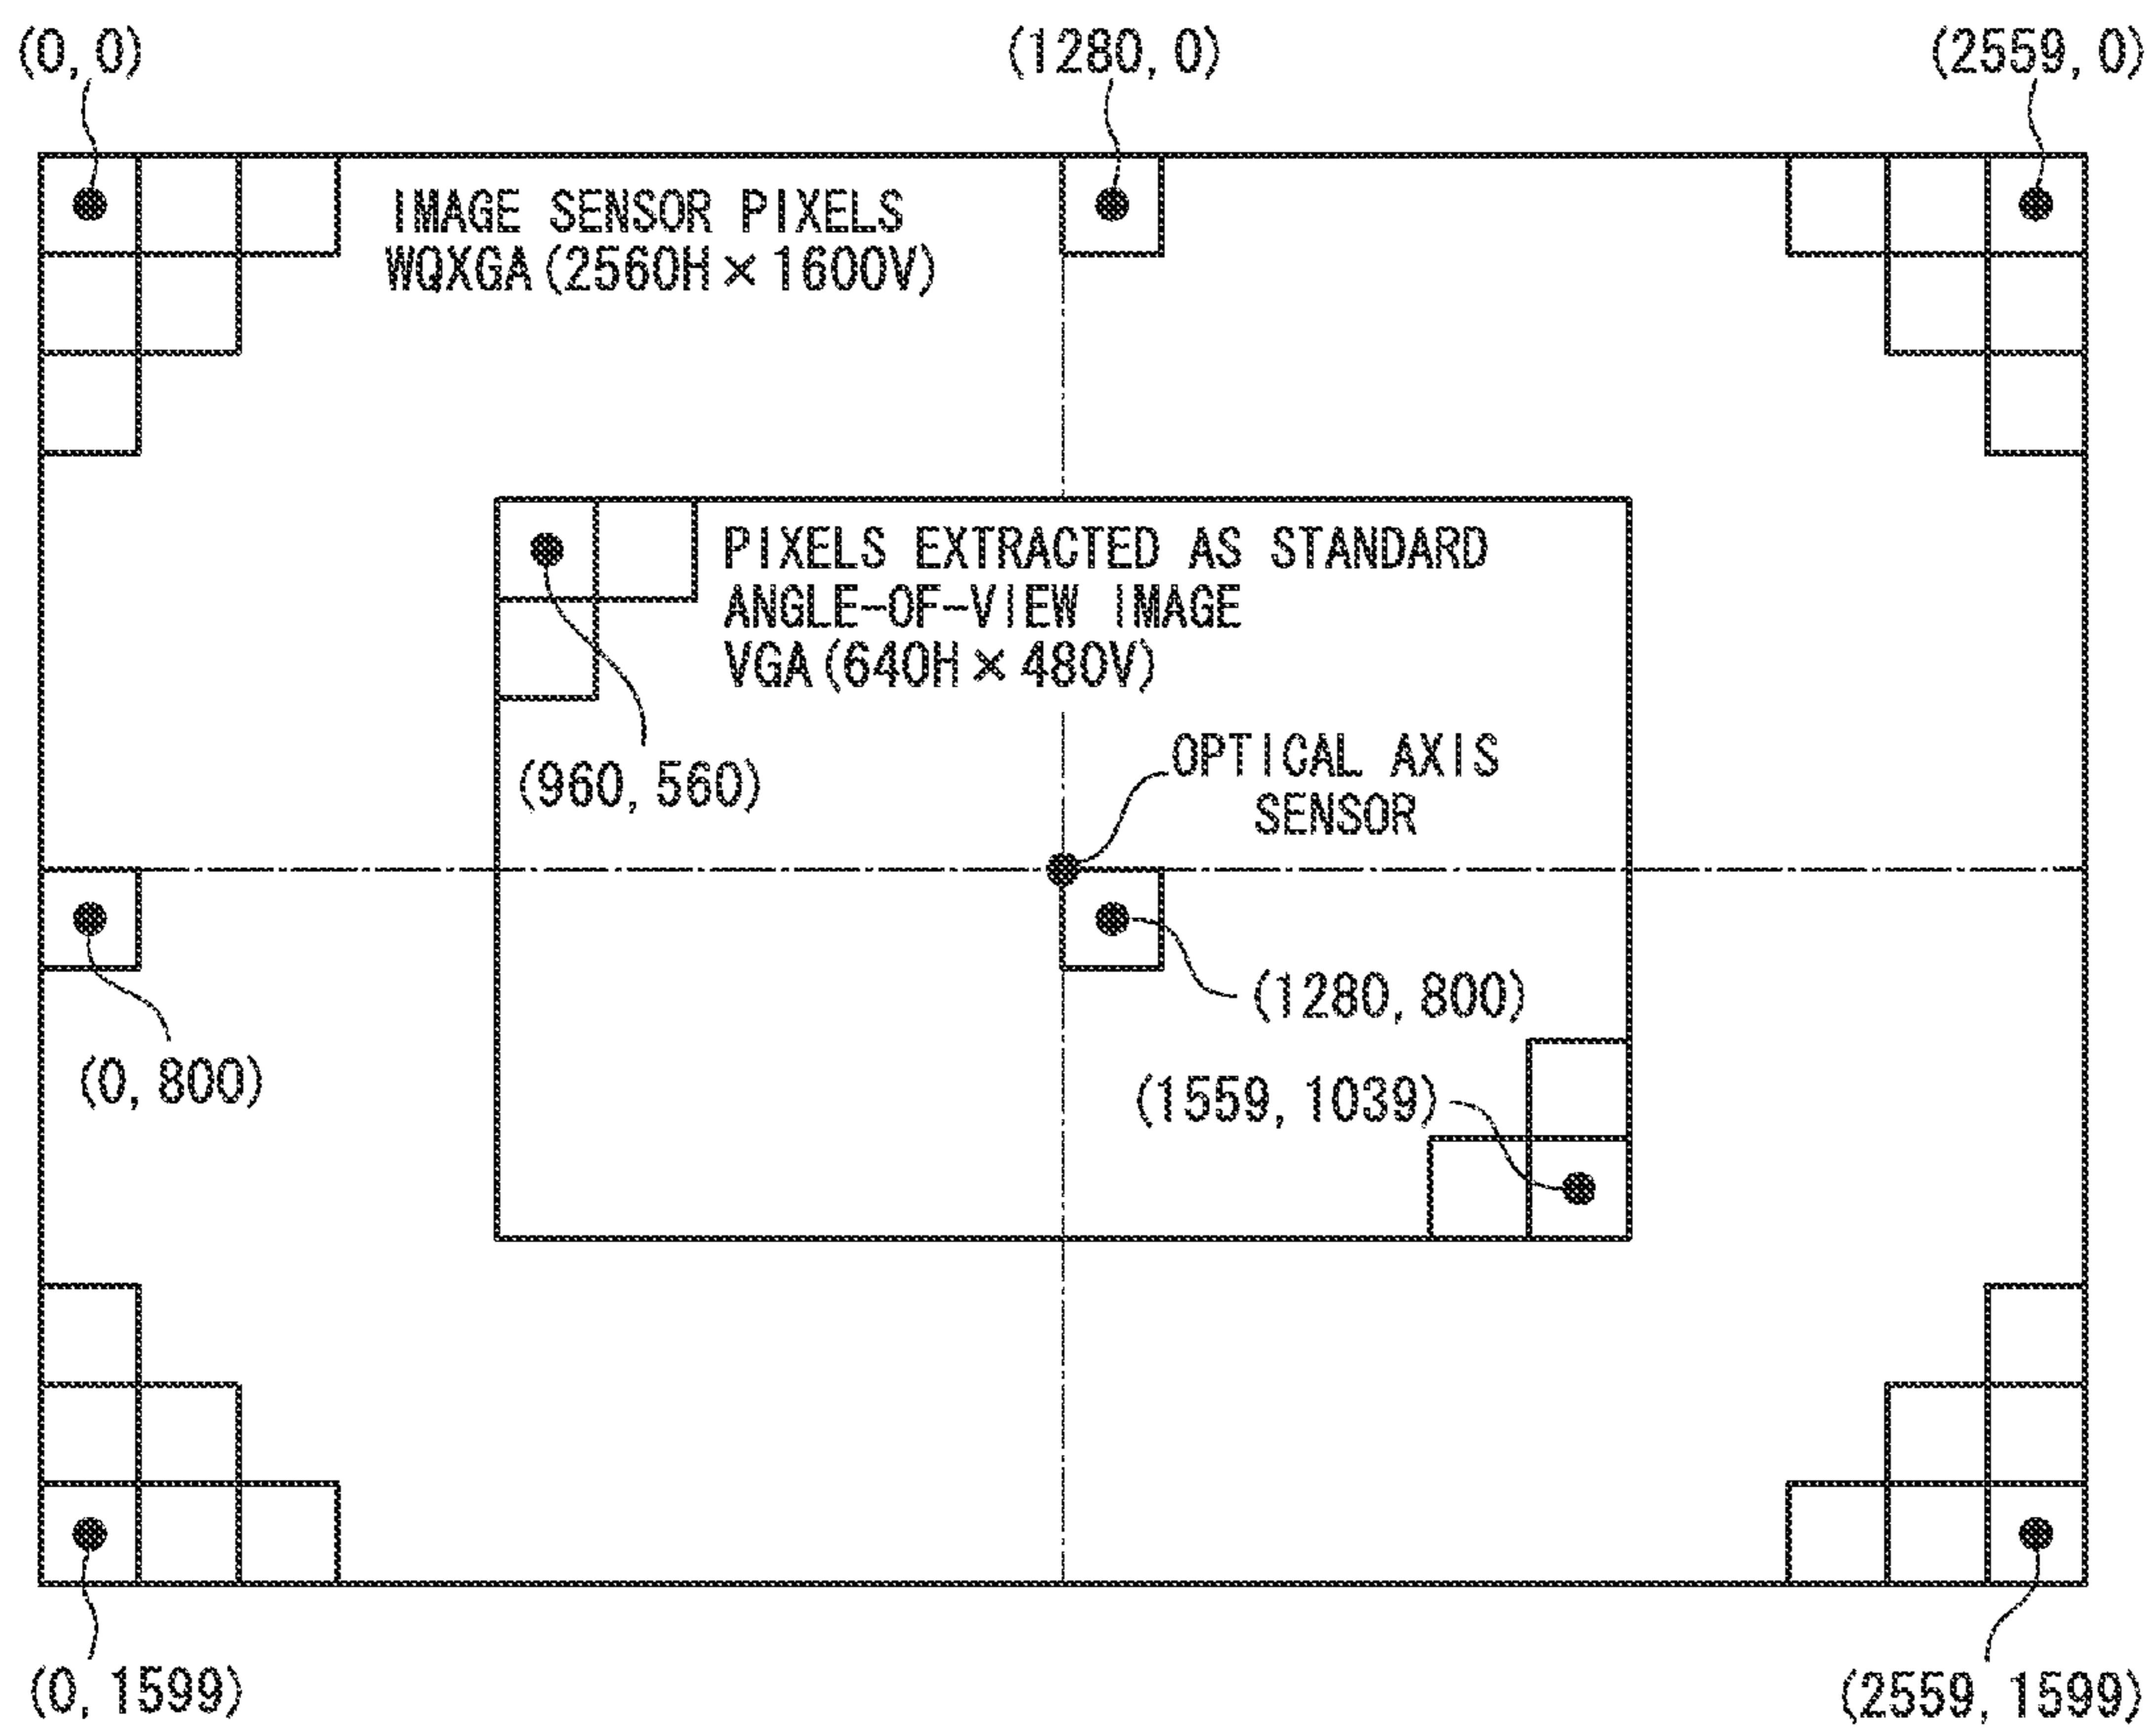 (0, 0)
(1280, 0)
(2559, 0)
IMAGE SENSOR PIXELS
WQXGA(2560H×1600V)
PIXELS EXTRACTED AS STANDARD
ANGLE-OF-VIEW IMAGE
VGA(640H×480V)
(960, 560)
OPTICAL AXIS
SENSOR
(1280, 800)
(0, 800)
(1559, 1039)
(0, 1599)
(2559, 1599)